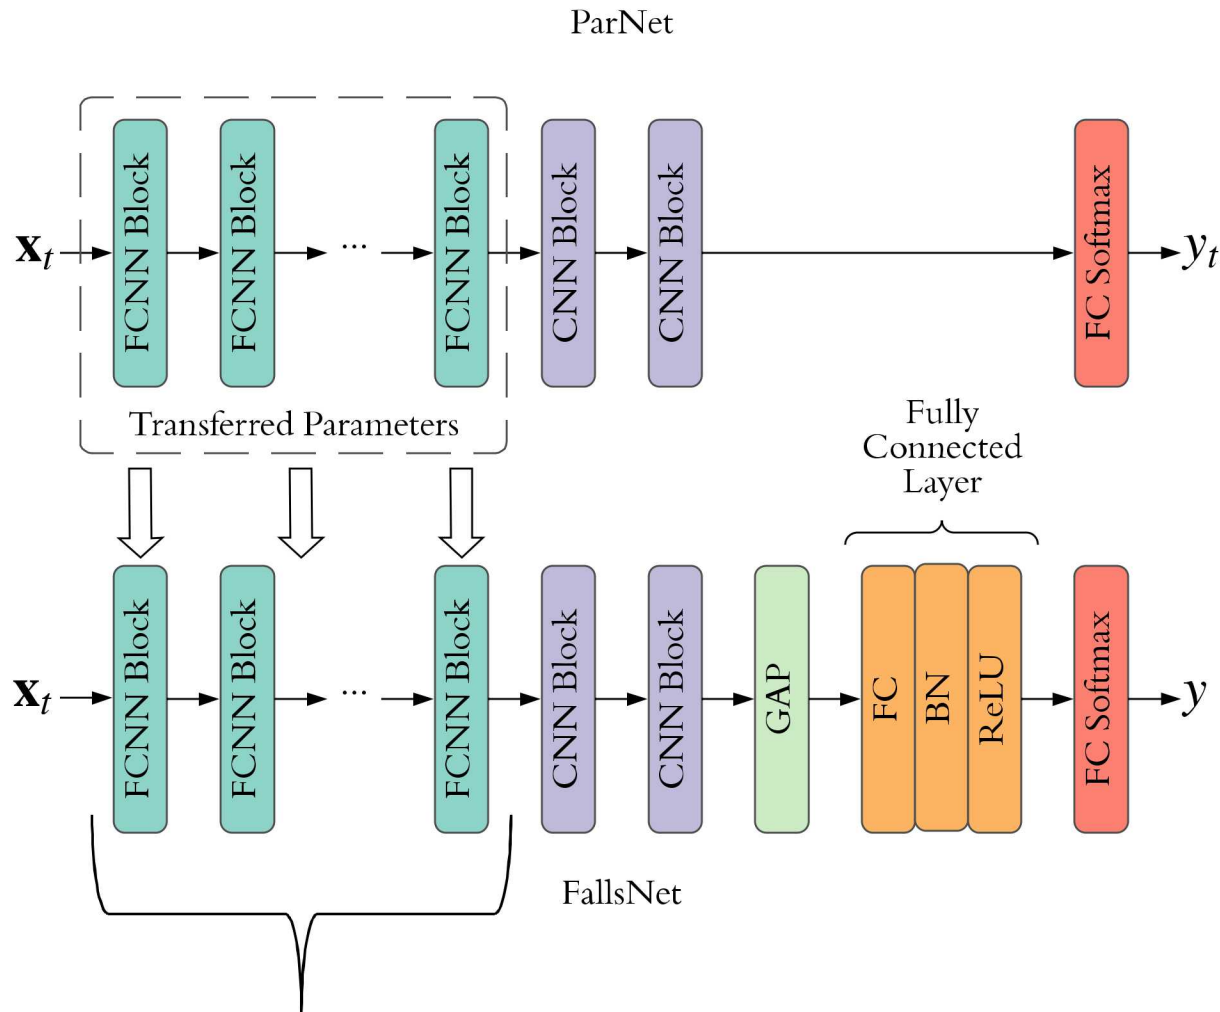 ParNet
x_t
FCNN Block
FCNN Block
...
FCNN Block
CNN Block
CNN Block
FC Softmax
y_t
Transferred Parameters
Fully
Connected
Layer
x_t
FCNN Block
FCNN Block
...
FCNN Block
CNN Block
CNN Block
GAP
FC
BN
ReLU
FC Softmax
y
FallsNet